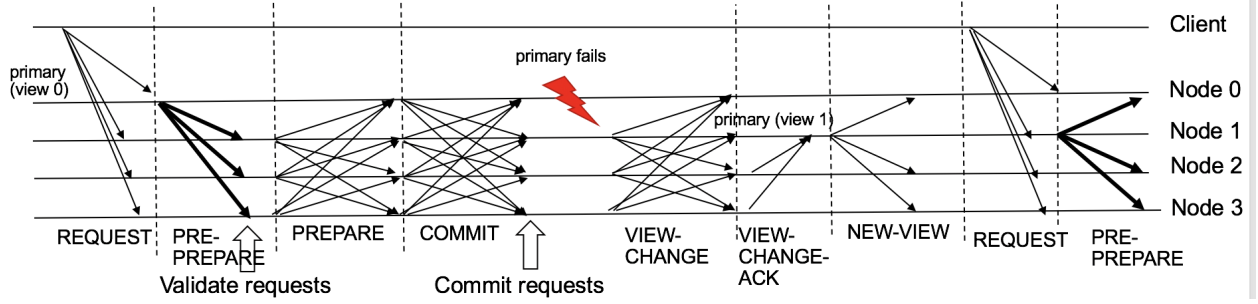 Client
primary fails
primary
(view 0)
Node 0
primary (view 1)
Node 1
Node 2
Node 3
REQUEST
PRE-
PREPARE
PREPARE
COMMIT
VIEW-
CHANGE
VIEW-
CHANGE-
ACK
NEW-VIEW
REQUEST
PRE-
PREPARE
Validate requests
Commit requests